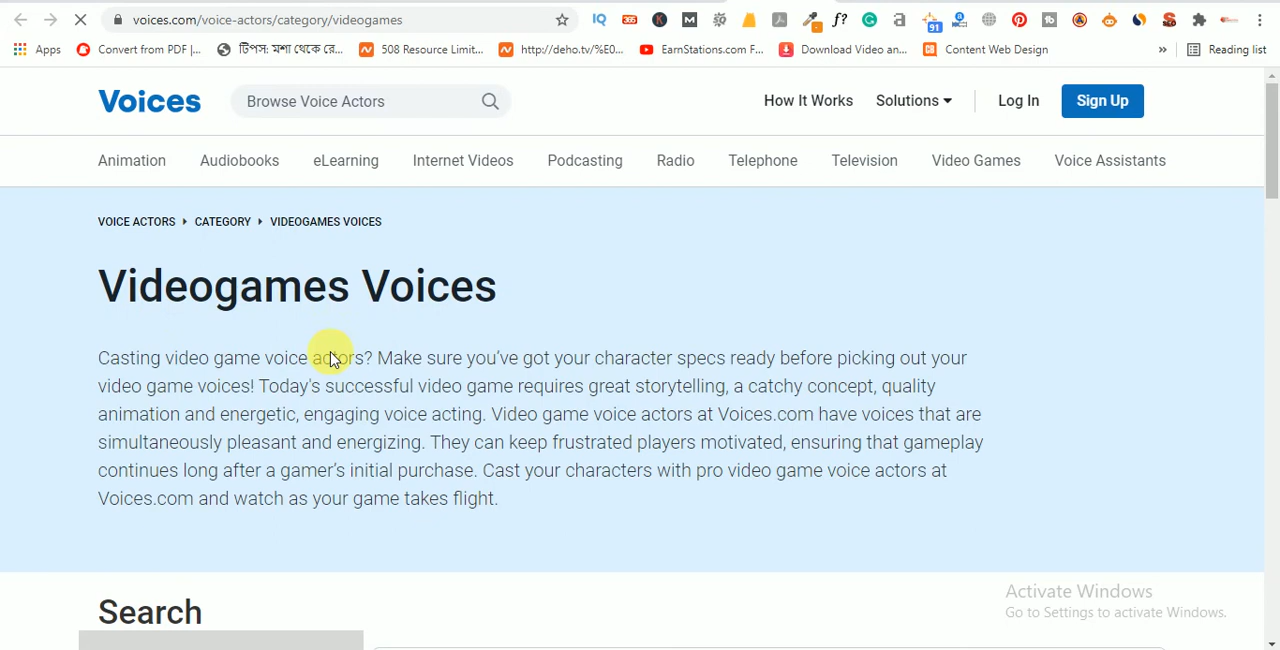 voices.com/voice-actors/category/videogames
91
Apps
Convert from PDF |...
টিপস: মশা থেকে রে...
508 Resource Limit...
http://deho.tv/%E0...
EarnStations.com F...
Download Video an...
Content Web Design
»
Reading list
Voices
Browse Voice Actors
How It Works
Solutions
Log In
Sign Up
Animation
Audiobooks
eLearning
Internet Videos
Podcasting
Radio
Telephone
Television
Video Games
Voice Assistants
VOICE ACTORS
CATEGORY
VIDEOGAMES VOICES
Videogames Voices
Casting video game voice actors? Make sure you've got your character specs ready before picking out your
video game voices! Today's successful video game requires great storytelling, a catchy concept, quality
animation and energetic, engaging voice acting. Video game voice actors at Voices.com have voices that are
simultaneously pleasant and energizing. They can keep frustrated players motivated, ensuring that gameplay
continues long after a gamer's initial purchase. Cast your characters with pro video game voice actors at
Voices.com and watch as your game takes flight.
Search
Activate Windows
Go to Settings to activate Windows.